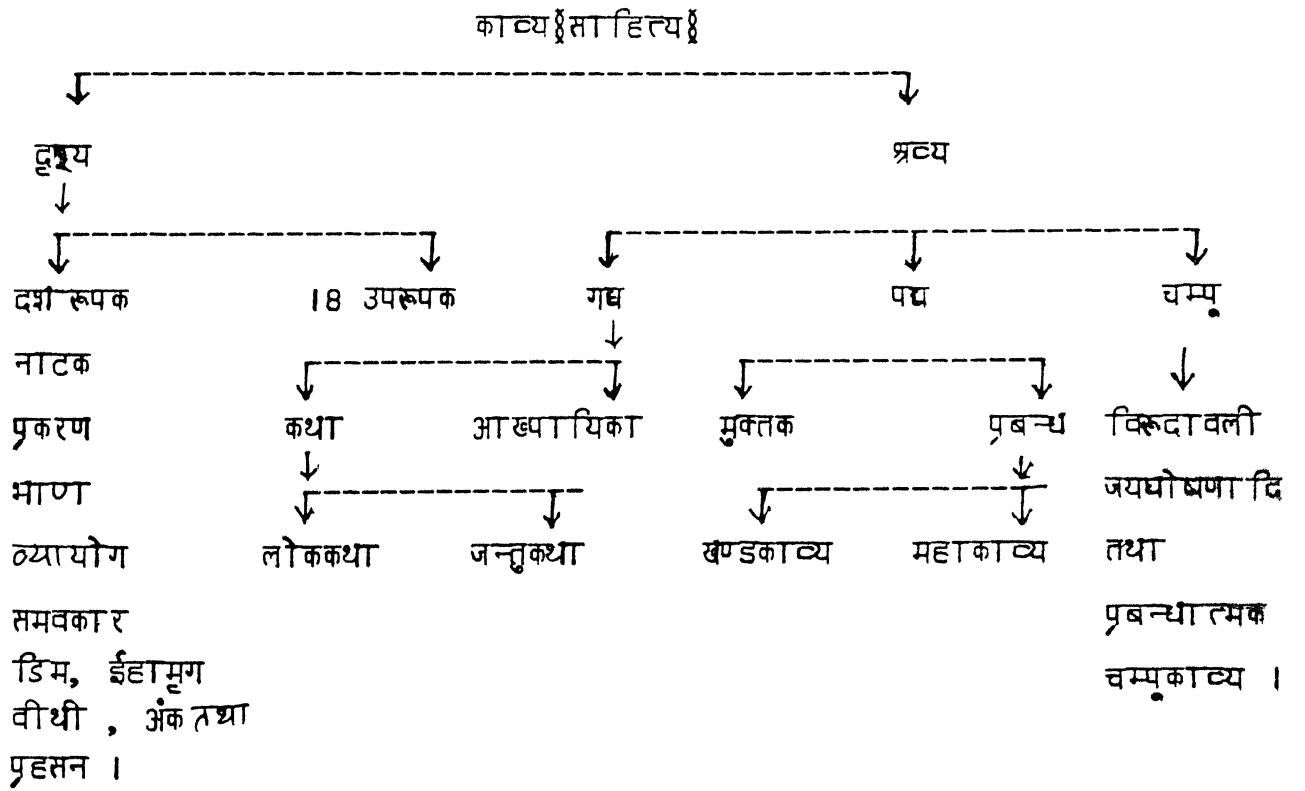 काव्य(साहित्य)
दृश्य श्रव्य
दश रूपक 18 उपरूपक गद्य पद्य चम्पू
नाटक
प्रकरण कथा आख्यायिका मुक्तक प्रबन्ध विरूदावली
भाण जयघोषणादि
व्यायोग लोककथा जन्तुकथा खण्डकाव्य महाकाव्य तथा
समवकार प्रबन्धात्मक
डिम, ईहामृग चम्पूकाव्य ।
वीथी , अंक तथा
प्रहसन ।